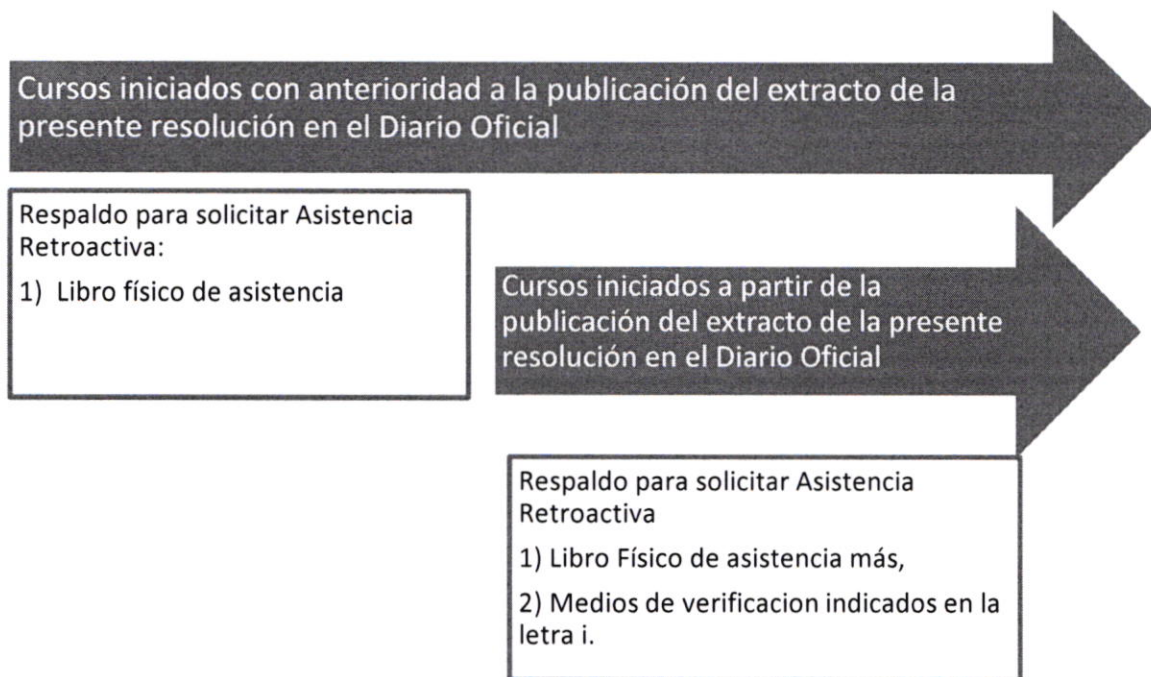 Cursos iniciados con anterioridad a la publicación del extracto de la
presente resolución en el Diario Oficial
Respaldo para solicitar Asistencia
Retroactiva:
1) Libro físico de asistencia
Cursos iniciados a partir de la
publicación del extracto de la presente
resolución en el Diario Oficial
Respaldo para solicitar Asistencia
Retroactiva
1) Libro Físico de asistencia más,
2) Medios de verificacion indicados en la
letra i.